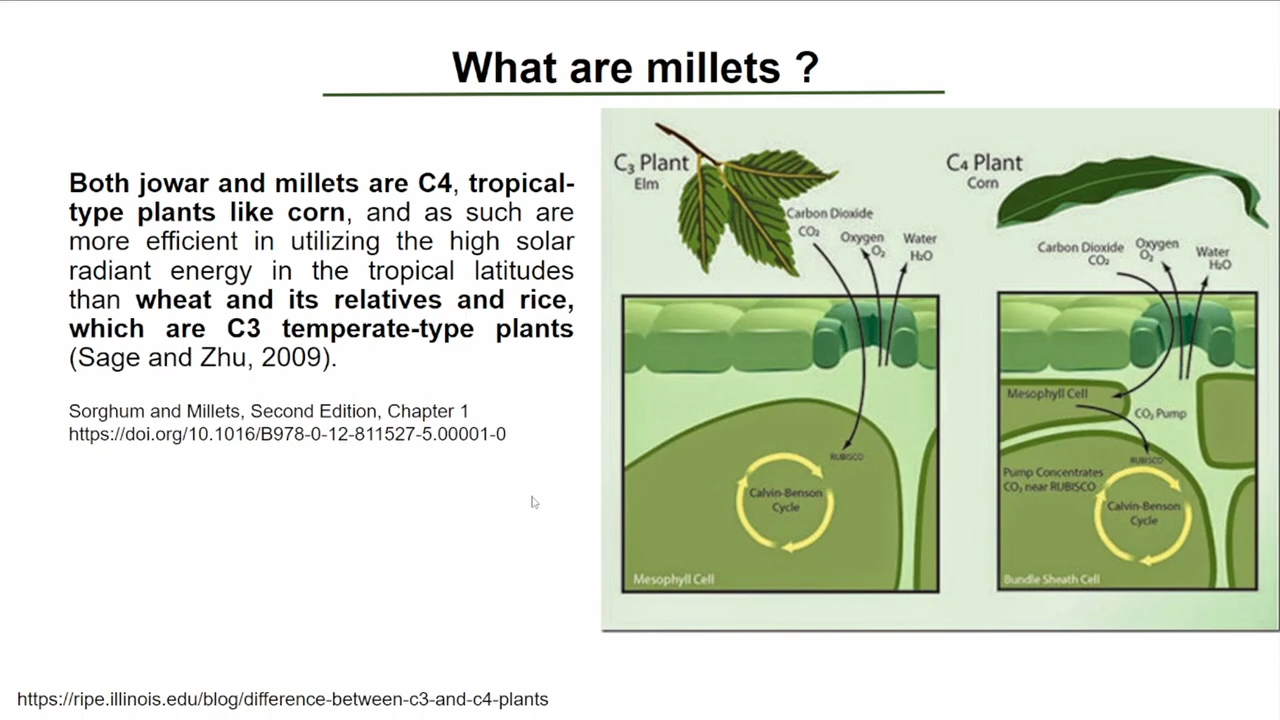 What are millets ?
Both jowar and millets are C4, tropical-
type plants like corn, and as such are
more efficient in utilizing the high solar
radiant energy in the tropical latitudes
than wheat and its relatives and rice,
which are C3 temperate-type plants
(Sage and Zhu, 2009).
Sorghum and Millets, Second Edition, Chapter 1
https://doi.org/10.1016/B978-0-12-811527-5.00001-0
C₃ Plant
Elm
Carbon Dioxide
CO₂
Oxygen
O₂
Water
H₂O
RUBISCO
Calvin-Benson
Cycle
Mesophyll Cell
C₄ Plant
Corn
Carbon Dioxide
CO₂
Oxygen
O₂
Water
H₂O
Mesophyll Cell
CO₂ Pump
RUBISCO
Pump Concentrates
CO₂ near RUBISCO
Calvin-Benson
Cycle
Bundle Sheath Cell
https://ripe.illinois.edu/blog/difference-between-c3-and-c4-plants